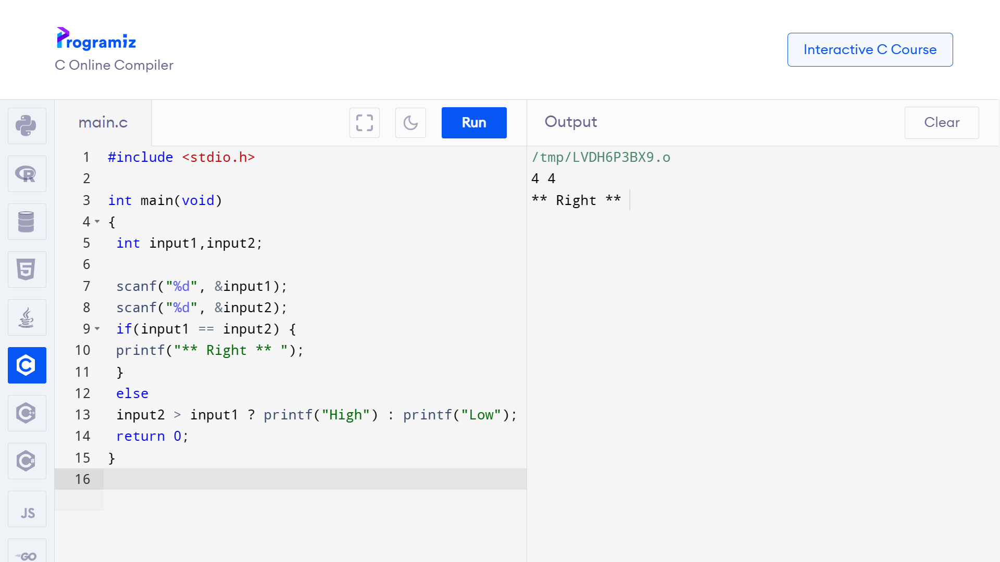 Programiz
C Online Compiler
Interactive C Course
main.c
Run
Output
Clear
1 #include <stdio.h>
2
3 int main(void)
4 {
5 int input1,input2;
6
7 scanf("%d", &input1);
8 scanf("%d", &input2);
9 if(input1 == input2) {
10 printf("** Right ** ");
11 }
12 else
13 input2 > input1 ? printf("High") : printf("Low");
14 return 0;
15 }
16
/tmp/LVDH6P3BX9.o
4 4
** Right **
R
5
C
C++
C#
JS
GO